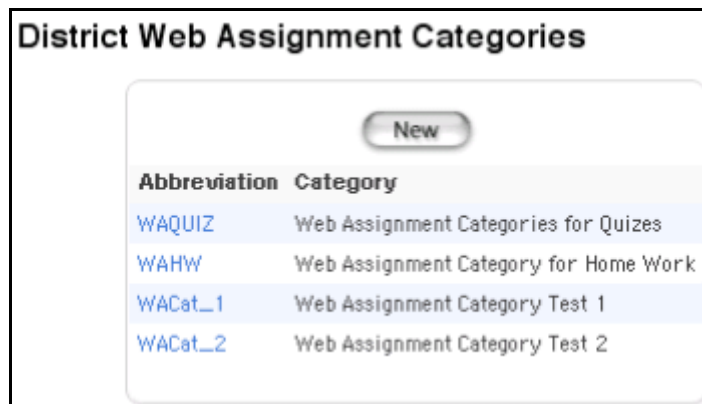 District Web Assignment Categories
New
Abbreviation Category
WAQUIZ Web Assignment Categories for Quizes
WAHW Web Assignment Category for Home Work
WACat_1 Web Assignment Category Test 1
WACat_2 Web Assignment Category Test 2